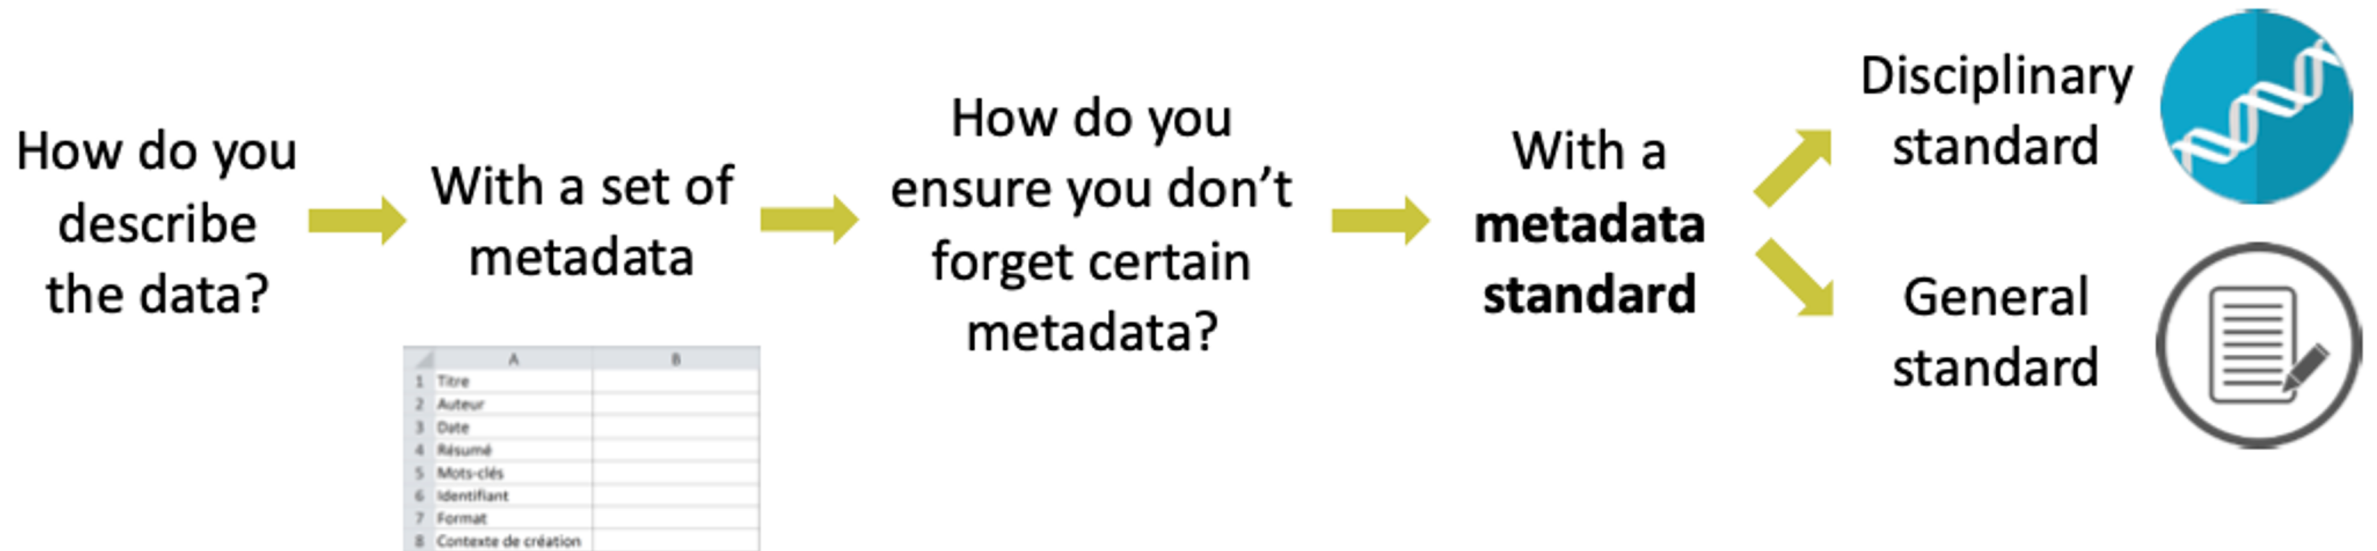 How do you
describe
the data?
With a set of
metadata
A B
1 Titre
2 Auteur
3 Date
4 Résumé
5 Mots-clés
6 Identifiant
7 Format
8 Contexte de création
How do you
ensure you don't
forget certain
metadata?
With a
metadata
standard
Disciplinary
standard
General
standard